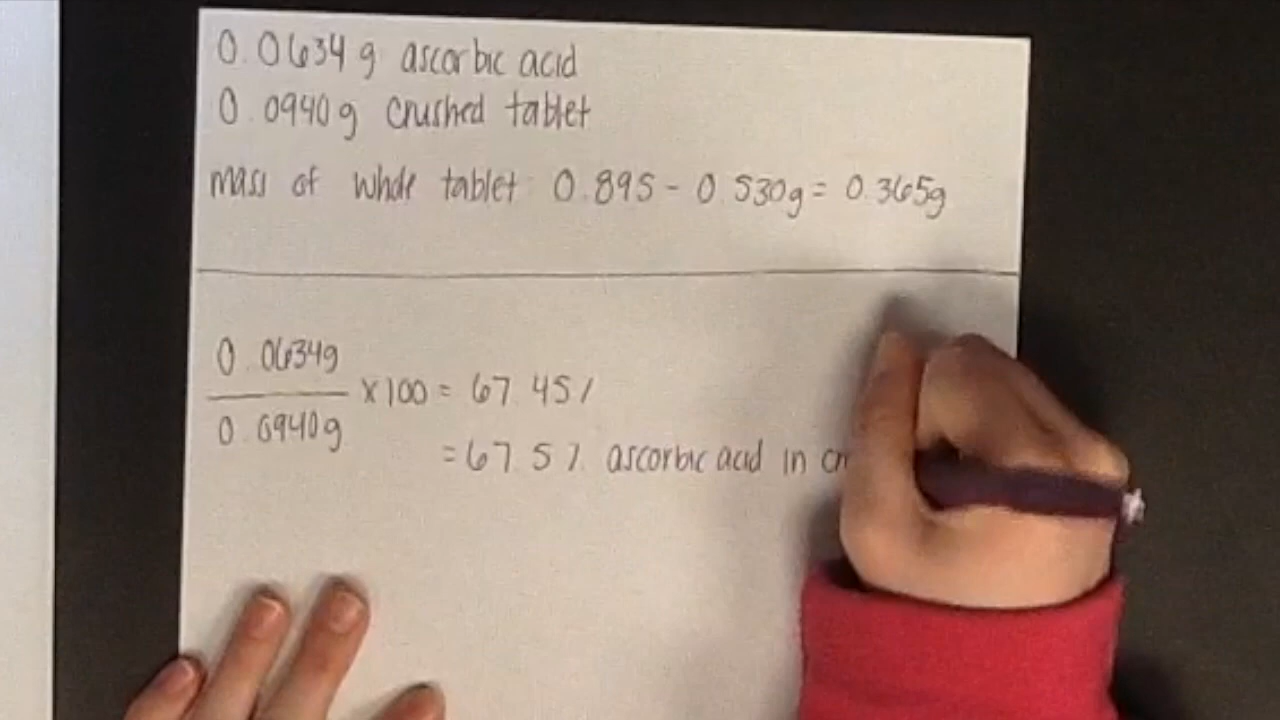 0.0634 g ascorbic acid
0.0940g crushed tablet
mass of whole tablet: 0.895 - 0.530g = 0.365g
0.0634g
0.0940g
x100 = 67.45%
= 67.5% ascorbic acid in